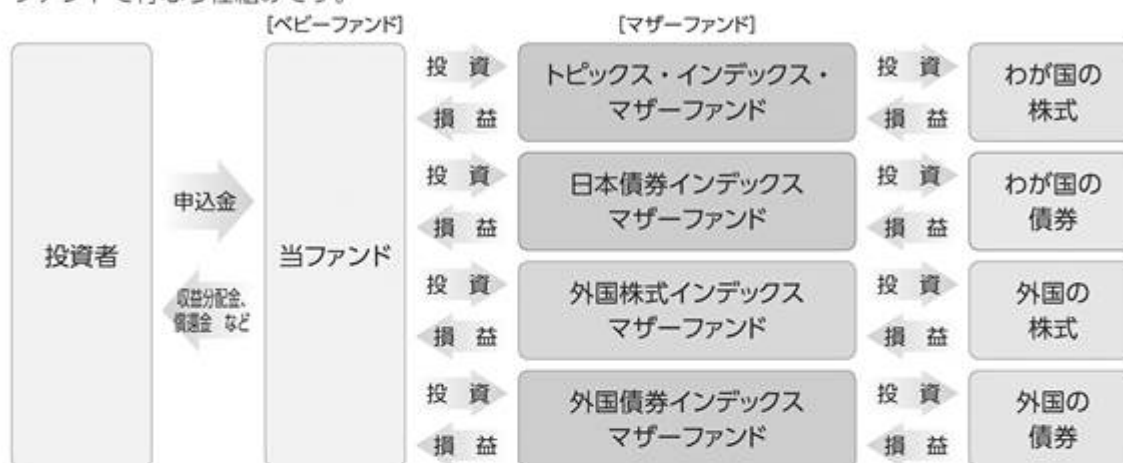 [ベビーファンド]
[マザーファンド]
投資者
申込金
収益分配金、
償還金 など
当ファンド
投 資
損 益
トピックス・インデックス・
マザーファンド
投 資
損 益
わが国の
株式
投 資
損 益
日本債券インデックス
マザーファンド
投 資
損 益
わが国の
債券
投 資
損 益
外国株式インデックス
マザーファンド
投 資
損 益
外国の
株式
投 資
損 益
外国債券インデックス
マザーファンド
投 資
損 益
外国の
債券